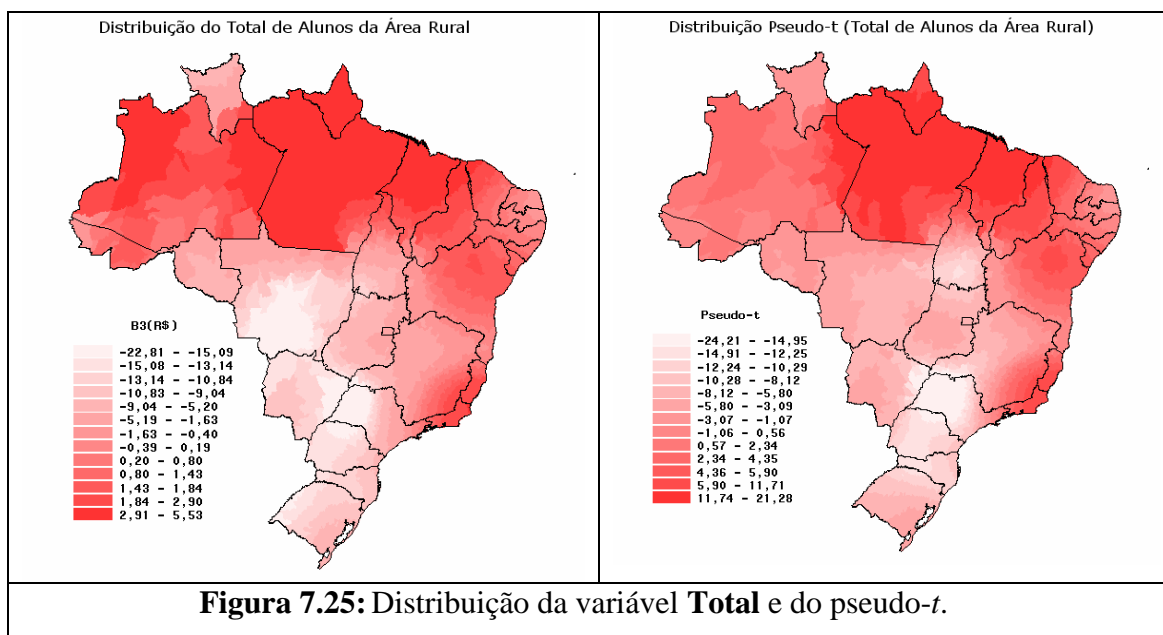 Distribuição do Total de Alunos da Área Rural
B3(R$)
-22,81 - -15,09
-15,08 - -13,14
-13,14 - -10,84
-10,83 - -9,04
-9,04 - -5,20
-5,19 - -1,63
-1,63 - -0,40
-0,39 - 0,19
0,20 - 0,80
0,80 - 1,43
1,43 - 1,84
1,84 - 2,90
2,91 - 5,53
Distribuição Pseudo-t (Total de Alunos da Área Rural)
Pseudo-t
-24,21 - -14,95
-14,91 - -12,25
-12,24 - -10,29
-10,28 - -8,12
-8,12 - -5,80
-5,80 - -3,09
-3,07 - -1,07
-1,06 - 0,56
0,57 - 2,34
2,34 - 4,35
4,36 - 5,90
5,90 - 11,71
11,74 - 21,28
Figura 7.25: Distribuição da variável Total e do pseudo-t.